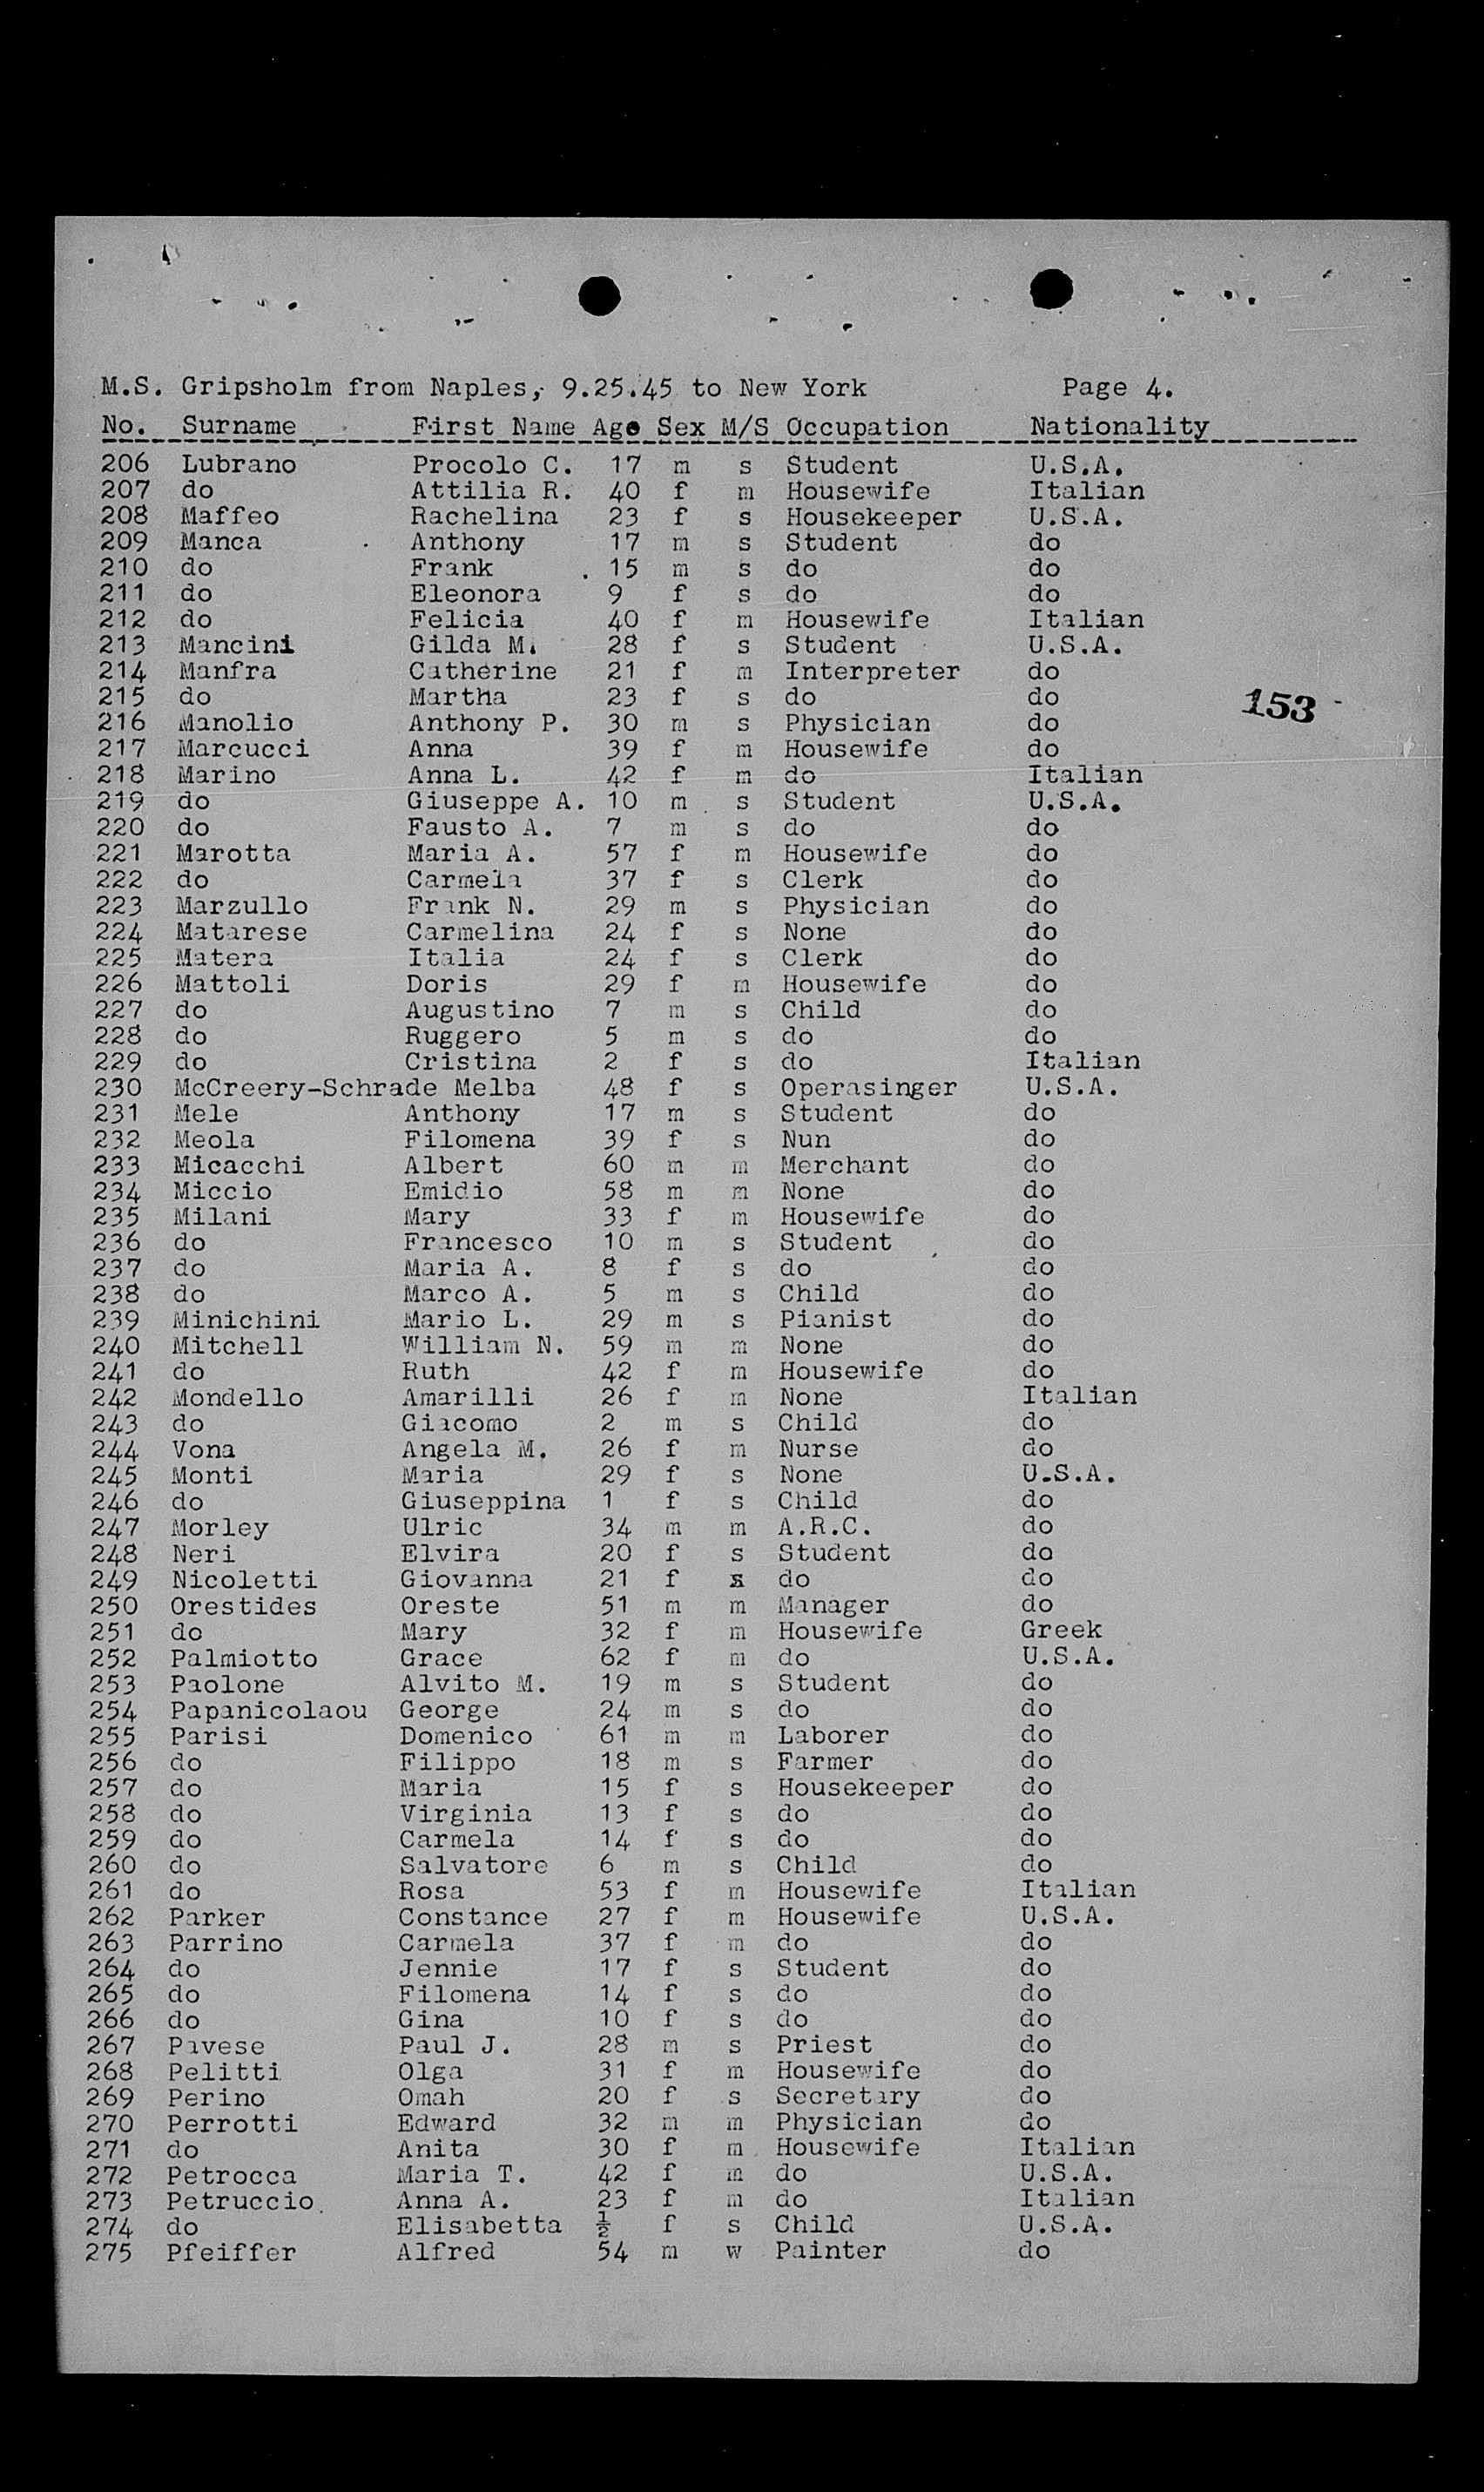 M.S. Gripsholm from Naples, 9.25.45 to New York Page 4.
No. Surname First Name Age Sex M/S Occupation Nationality
206 Lubrano Procolo C. 17 m s Student U.S.A.
207 do Attilia R. 40 f m Housewife Italian
208 Maffeo Rachelina 23 f s Housekeeper U.S.A.
209 Manca Anthony 17 m s Student do
210 do Frank 15 m s do do
211 do Eleonora 9 f s do do
212 do Felicia 40 f m Housewife Italian
213 Mancini Gilda M. 28 f s Student U.S.A.
214 Manfra Catherine 21 f m Interpreter do
215 do Martha 23 f s do do 153
216 Manolio Anthony P. 30 m s Physician do
217 Marcucci Anna 39 f m Housewife do
218 Marino Anna L. 42 f m do Italian
219 do Giuseppe A. 10 m s Student U.S.A.
220 do Fausto A. 7 m s do do
221 Marotta Maria A. 57 f m Housewife do
222 do Carmela 37 f s Clerk do
223 Marzullo Frank N. 29 m s Physician do
224 Matarese Carmelina 24 f s None do
225 Matera Italia 24 f s Clerk do
226 Mattoli Doris 29 f m Housewife do
227 do Augustino 7 m s Child do
228 do Ruggero 5 m s do do
229 do Cristina 2 f s do Italian
230 McCreery-Schrade Melba 48 f s Operasinger U.S.A.
231 Mele Anthony 17 m s Student do
232 Meola Filomena 39 f s Nun do
233 Micacchi Albert 60 m m Merchant do
234 Miccio Emidio 58 m m None do
235 Milani Mary 33 f m Housewife do
236 do Francesco 10 m s Student do
237 do Maria A. 8 f s do do
238 do Marco A. 5 m s Child do
239 Minichini Mario L. 29 m s Pianist do
240 Mitchell William N. 59 m m None do
241 do Ruth 42 f m Housewife do
242 Mondello Amarilli 26 f m None Italian
243 do Giacomo 2 m s Child do
244 Vona Angela M. 26 f m Nurse do
245 Monti Maria 29 f s None U.S.A.
246 do Giuseppina 1 f s Child do
247 Morley Ulric 34 m m A.R.C. do
248 Neri Elvira 20 f s Student do
249 Nicoletti Giovanna 21 f s do do
250 Orestides Oreste 51 m m Manager do
251 do Mary 32 f m Housewife Greek
252 Palmiotto Grace 62 f m do U.S.A.
253 Paolone Alvito M. 19 m s Student do
254 Papanicolaou George 24 m s do do
255 Parisi Domenico 61 m m Laborer do
256 do Filippo 18 m s Farmer do
257 do Maria 15 f s Housekeeper do
258 do Virginia 13 f s do do
259 do Carmela 14 f s do do
260 do Salvatore 6 m s Child do
261 do Rosa 53 f m Housewife Italian
262 Parker Constance 27 f m Housewife U.S.A.
263 Parrino Carmela 37 f m do do
264 do Jennie 17 f s Student do
265 do Filomena 14 f s do do
266 do Gina 10 f s do do
267 Pavese Paul J. 28 m s Priest do
268 Pelitti Olga 31 f m Housewife do
269 Perino Omah 20 f s Secretary do
270 Perrotti Edward 32 m m Physician do
271 do Anita 30 f m Housewife Italian
272 Petrocca Maria T. 42 f m do U.S.A.
273 Petruccio Anna A. 23 f m do Italian
274 do Elisabetta ½ f s Child U.S.A.
275 Pfeiffer Alfred 54 m w Painter do